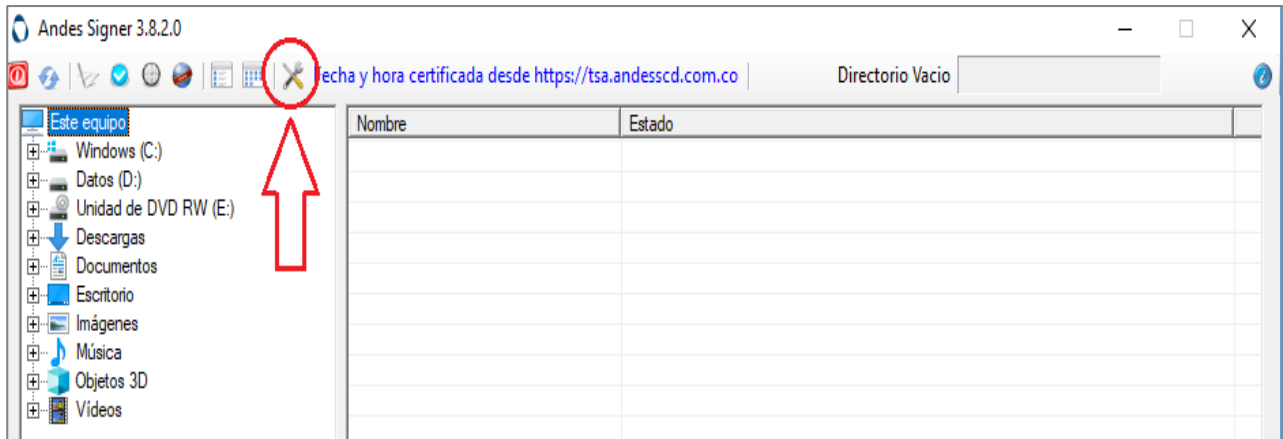 Andes Signer 3.8.2.0
fecha y hora certificada desde https://tsa.andesscd.com.co
Directorio Vacio
Este equipo
Nombre
Estado
Windows (C:)
Datos (D:)
Unidad de DVD RW (E:)
Descargas
Documentos
Escritorio
Imágenes
Música
Objetos 3D
Vídeos